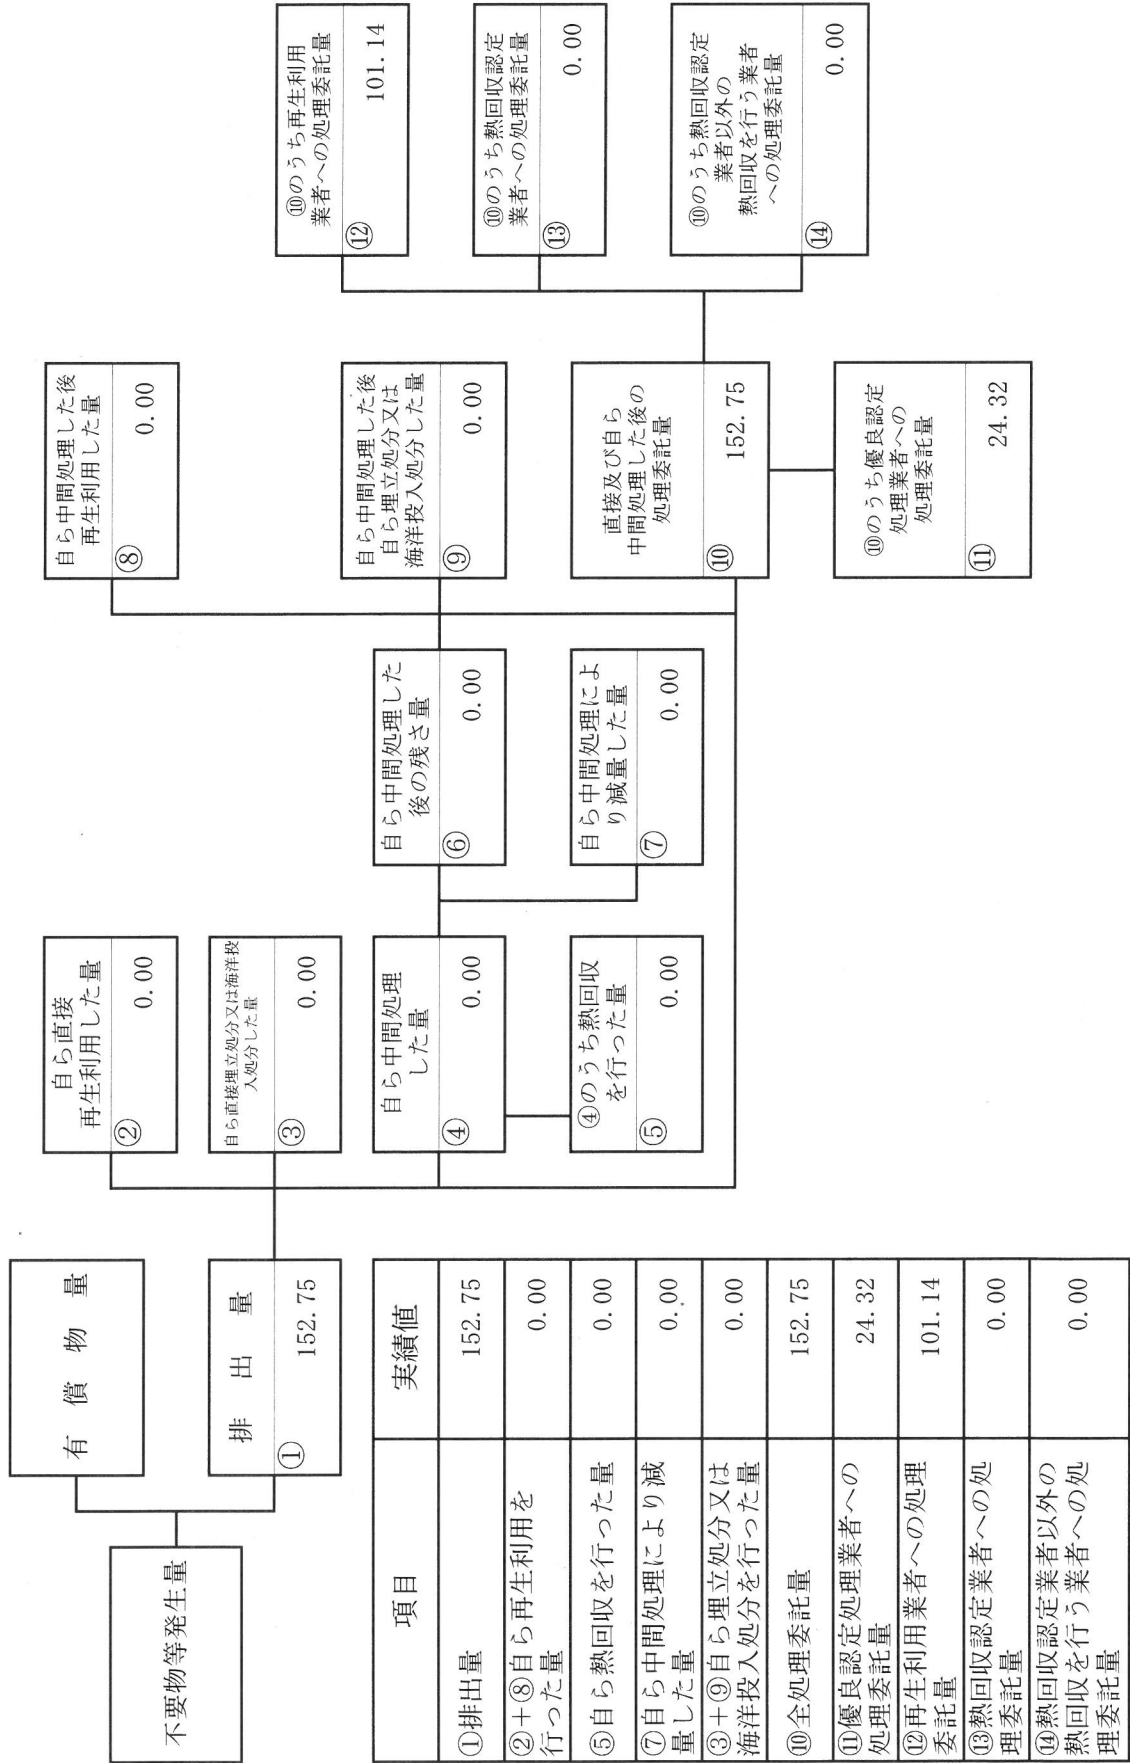 不要物等発生量
有償物量
排出量
① 152.75
自ら直接
再生利用した量
② 0.00
自ら直接埋立処分又は海洋投
入処分した量
③ 0.00
自ら中間処理
した量
④ 0.00
④のうち熱回収
を行った量
⑤ 0.00
自ら中間処理した
後の残さ量
⑥ 0.00
自ら中間処理によ
り減量した量
⑦ 0.00
自ら中間処理した後
再生利用した量
⑧ 0.00
自ら中間処理した後
自ら埋立処分又は
海洋投入処分した量
⑨ 0.00
直接及び自ら
中間処理した後の
処理委託量
⑩ 152.75
⑩のうち優良認定
処理業者への
処理委託量
⑪ 24.32
⑩のうち再生利用
業者への処理委託量
⑫ 101.14
⑩のうち熱回収認定
業者への処理委託量
⑬ 0.00
⑩のうち熱回収認定
業者以外の
熱回収を行う業者
への処理委託量
⑭ 0.00
項目 実績値
①排出量 152.75
②+⑧自ら再生利用を
行った量 0.00
⑤自ら熱回収を行った量 0.00
⑦自ら中間処理により減
量した量 0.00
③+⑨自ら埋立処分又は
海洋投入処分を行った量 0.00
⑩全処理委託量 152.75
⑪優良認定処理業者への
処理委託量 24.32
⑫再生利用業者への処理
委託量 101.14
⑬熱回収認定業者への処
理委託量 0.00
⑭熱回収認定業者以外の
熱回収を行う業者への処
理委託量 0.00